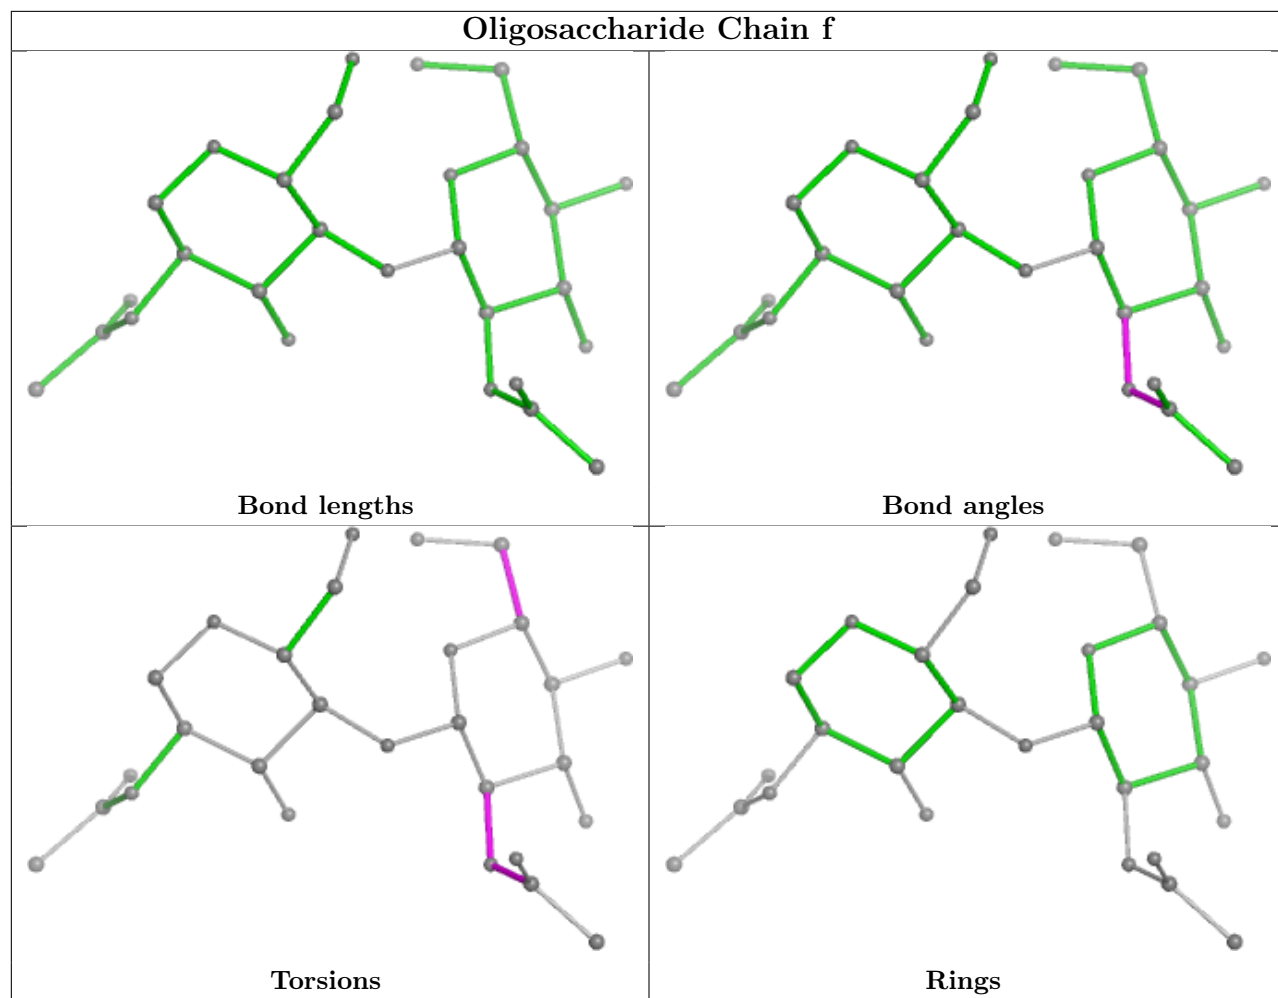 Oligosaccharide Chain f
Bond lengths
Bond angles
Torsions
Rings